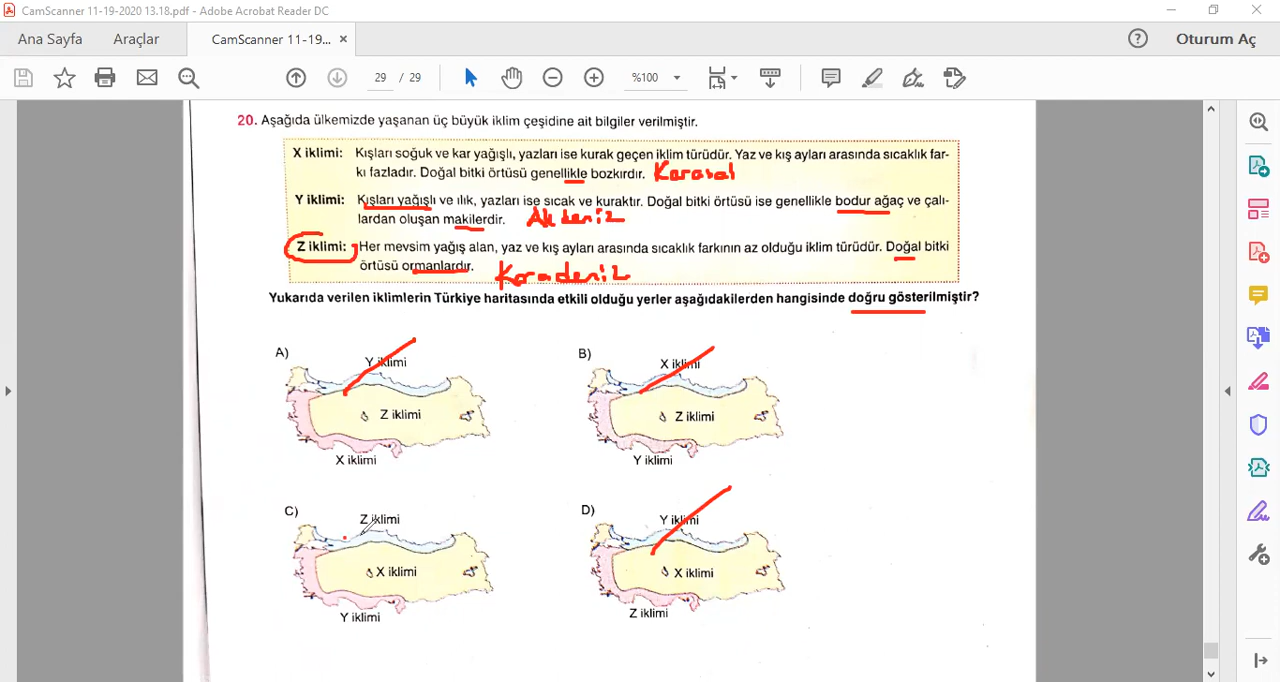 CamScanner 11-19-2020 13.18.pdf - Adobe Acrobat Reader DC
Ana Sayfa Araçlar CamScanner 11-19... × ? Oturum Aç
29 / 29 %100
20. Aşağıda ülkemizde yaşanan üç büyük iklim çeşidine ait bilgiler verilmiştir.
X iklimi: Kışları soğuk ve kar yağışlı, yazları ise kurak geçen iklim türüdür. Yaz ve kış ayları arasında sıcaklık far-
kı fazladır. Doğal bitki örtüsü genellikle bozkırdır. Karasal
Y iklimi: Kışları yağışlı ve ılık, yazları ise sıcak ve kuraktır. Doğal bitki örtüsü ise genellikle bodur ağaç ve çalı-
lardan oluşan makilerdir. Akdeniz
Z iklimi: Her mevsim yağış alan, yaz ve kış ayları arasında sıcaklık farkının az olduğu iklim türüdür. Doğal bitki
örtüsü ormanlardır. Karadeniz
Yukarıda verilen iklimlerin Türkiye haritasında etkili olduğu yerler aşağıdakilerden hangisinde doğru gösterilmiştir?
A)
Y iklimi
Z iklimi
X iklimi
B)
X iklimi
Z iklimi
Y iklimi
C)
Z iklimi
X iklimi
Y iklimi
D)
Y iklimi
X iklimi
Z iklimi